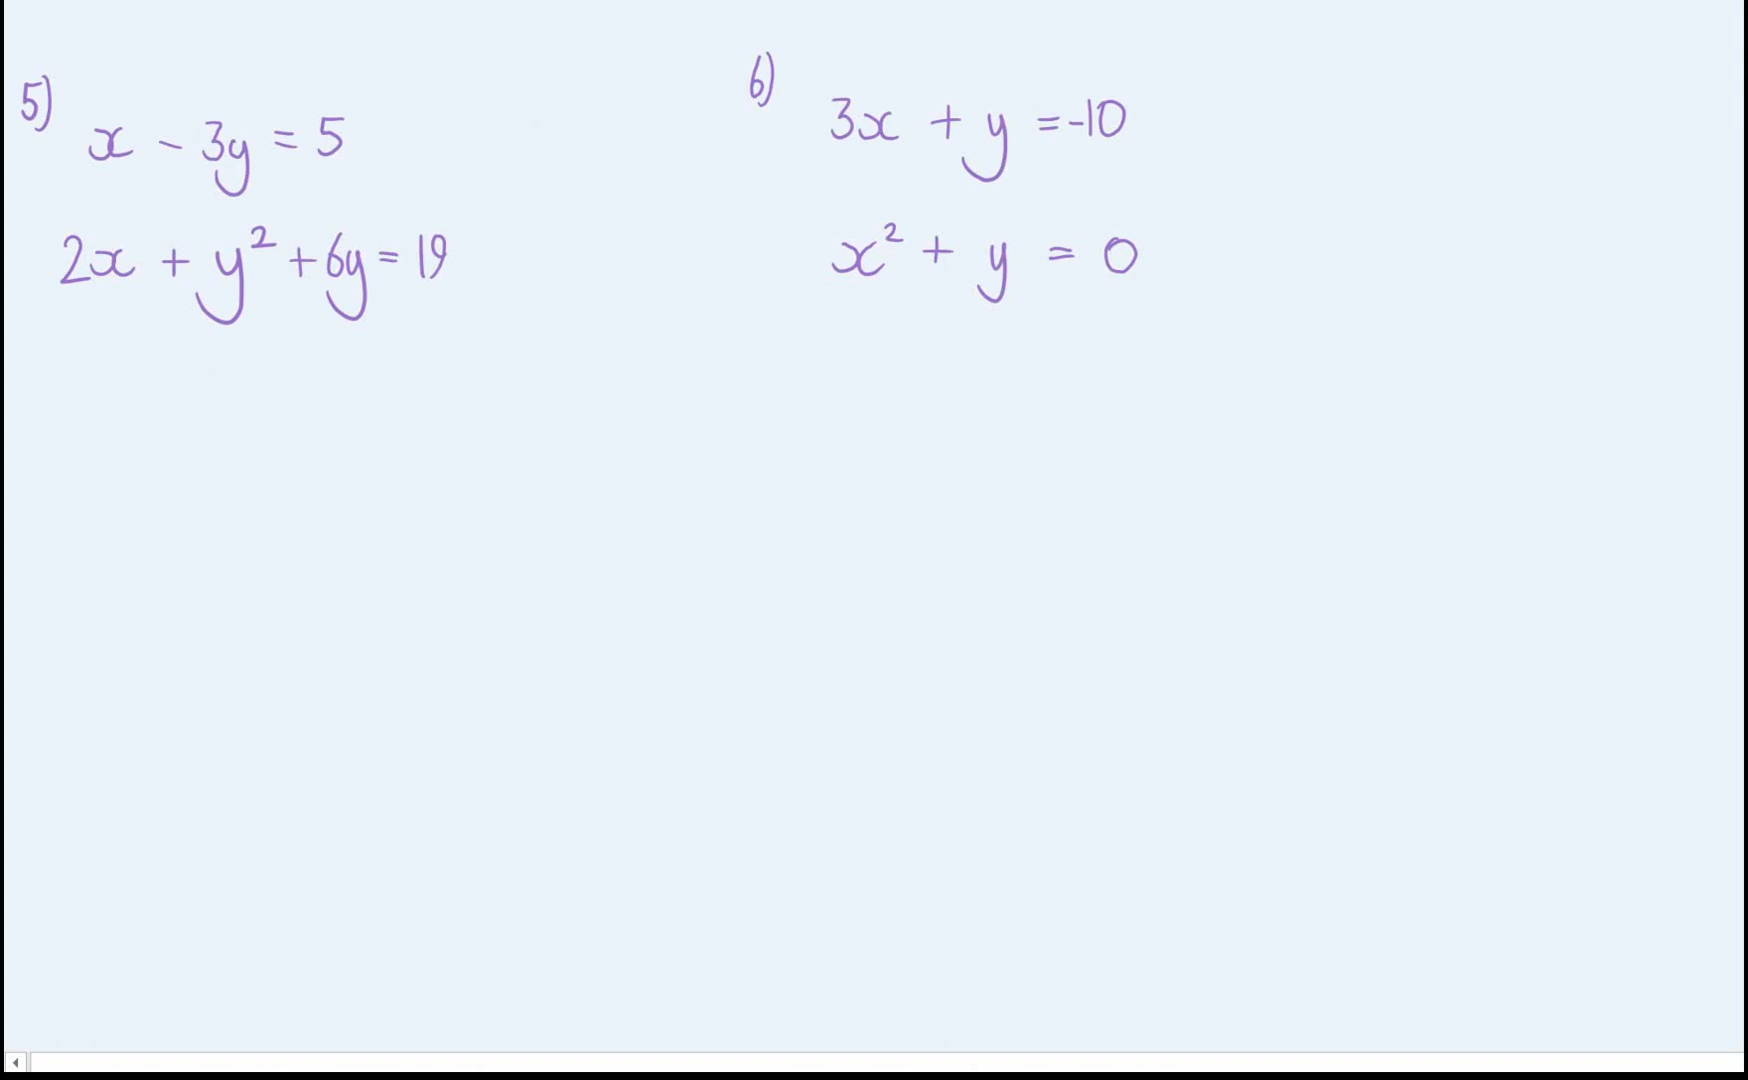 5)
x - 3y = 5
2x + y² + 6y = 19
6)
3x + y = -10
x² + y = 0